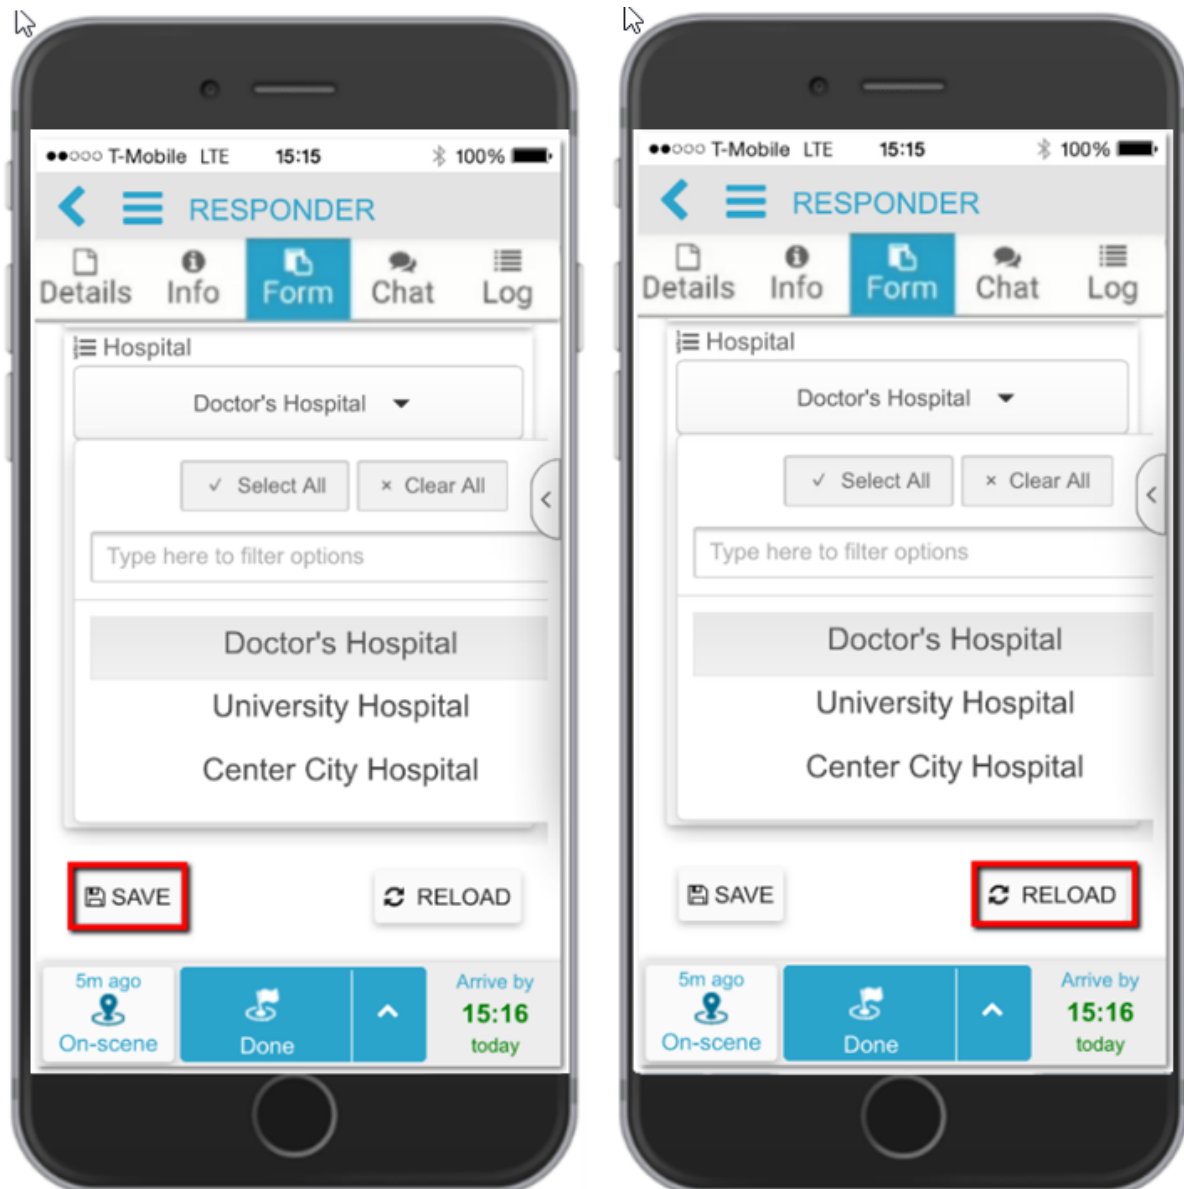 T-Mobile LTE 15:15 100%
RESPONDER
Details Info Form Chat Log
Hospital
Doctor's Hospital
✓ Select All × Clear All
Type here to filter options
Doctor's Hospital
University Hospital
Center City Hospital
SAVE RELOAD
5m ago Arrive by
15:16
On-scene Done today
T-Mobile LTE 15:15 100%
RESPONDER
Details Info Form Chat Log
Hospital
Doctor's Hospital
✓ Select All × Clear All
Type here to filter options
Doctor's Hospital
University Hospital
Center City Hospital
SAVE RELOAD
5m ago Arrive by
15:16
On-scene Done today